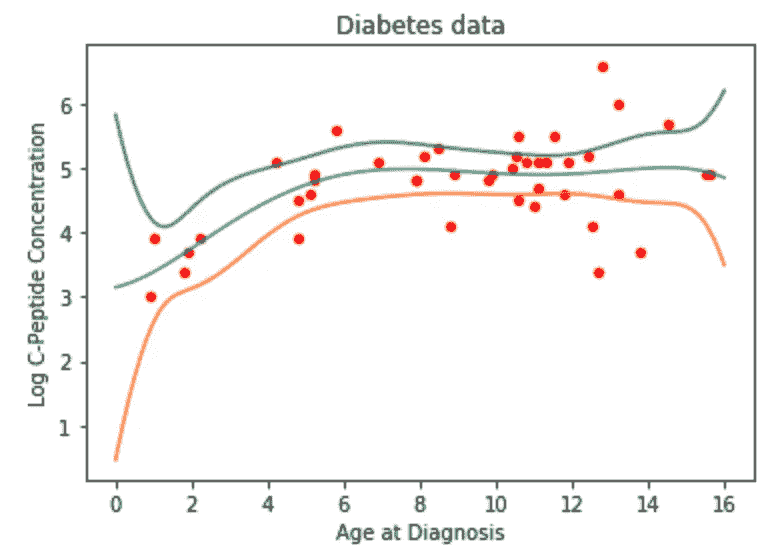 Diabetes data
Log C-Peptide Concentration
6
5
4
3
2
1
0 2 4 6 8 10 12 14 16
Age at Diagnosis